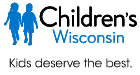 Children's
Wisconsin
Kids deserve the best.